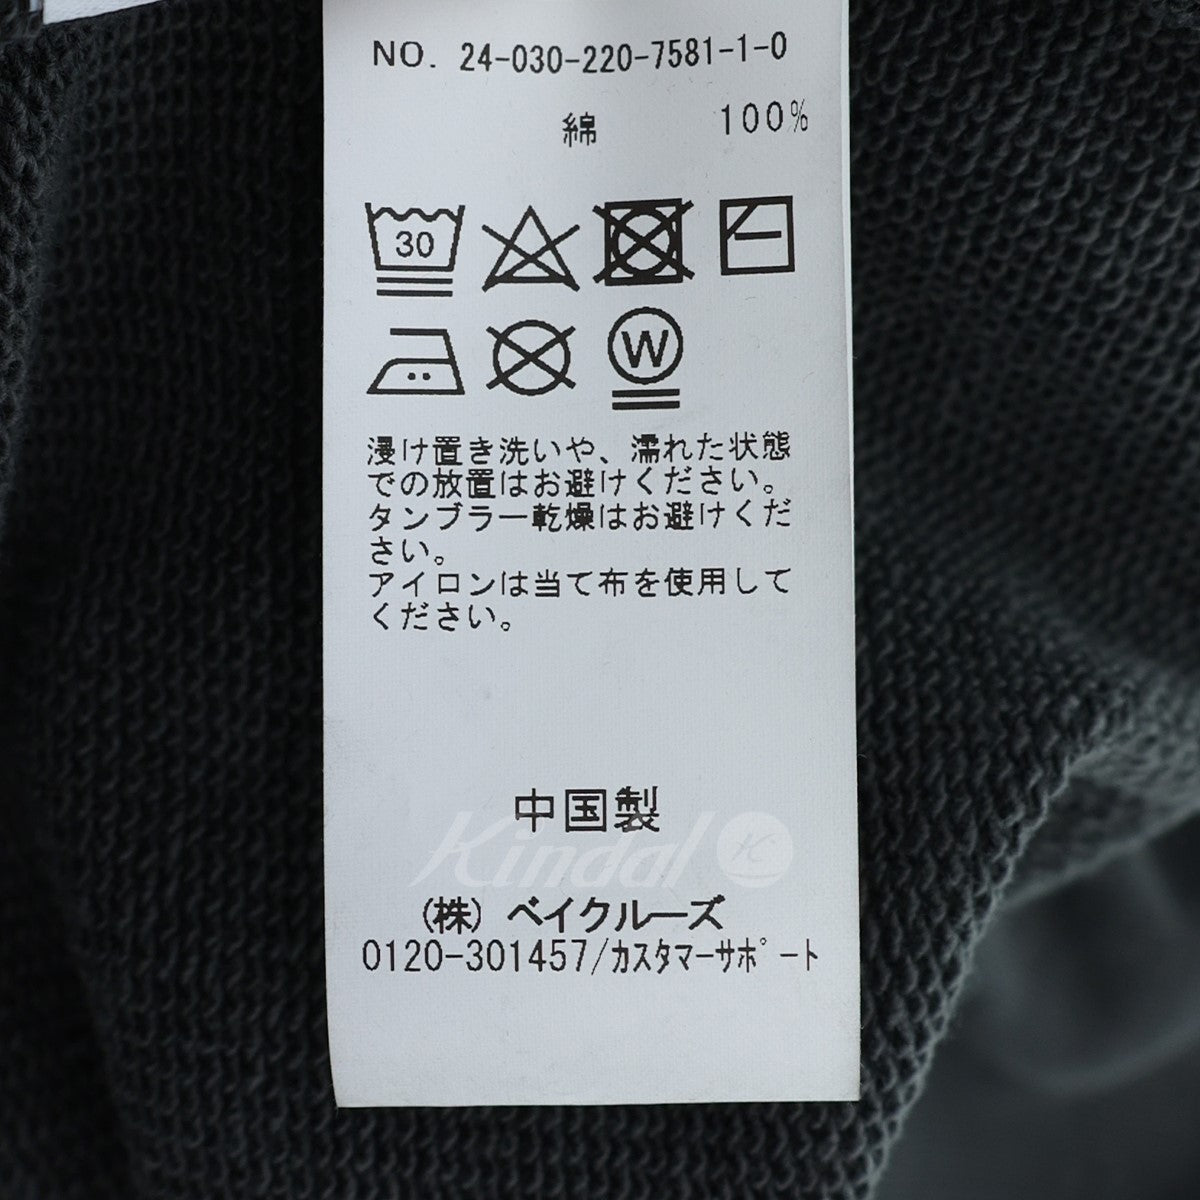 NO. 24-030-220-7581-1-0
綿 100%
30
W
浸け置き洗いや、濡れた状態
での放置はお避けください。
タンブラー乾燥はお避けくだ
さい。
アイロンは当て布を使用して
ください。
中国製
Kindal K
(株) ベイクルーズ
0120-301457/カスタマーサポート